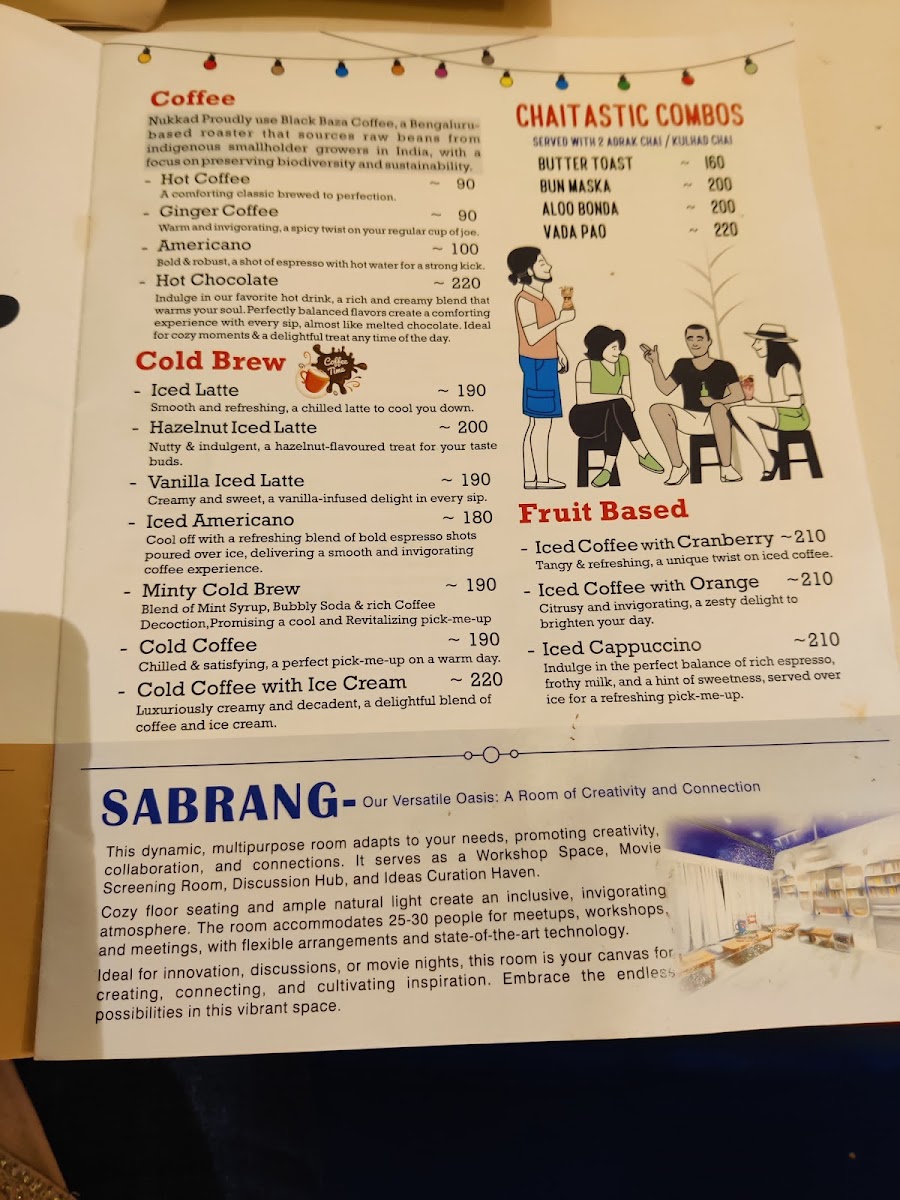 Coffee
Nukkad Proudly use Black Baza Coffee, a Bengaluru-
based roaster that sources raw beans from
indigenous smallholder growers in India, with a
focus on preserving biodiversity and sustainability.
- Hot Coffee ~ 90
A comforting classic brewed to perfection.
- Ginger Coffee ~ 90
Warm and invigorating, a spicy twist on your regular cup of joe.
- Americano ~ 100
Bold & robust, a shot of espresso with hot water for a strong kick.
- Hot Chocolate ~ 220
Indulge in our favorite hot drink, a rich and creamy blend that
warms your soul. Perfectly balanced flavors create a comforting
experience with every sip, almost like melted chocolate. Ideal
for cozy moments & a delightful treat any time of the day.
Cold Brew
Coffee
Time
- Iced Latte ~ 190
Smooth and refreshing, a chilled latte to cool you down.
- Hazelnut Iced Latte ~ 200
Nutty & indulgent, a hazelnut-flavoured treat for your taste
buds.
- Vanilla Iced Latte ~ 190
Creamy and sweet, a vanilla-infused delight in every sip.
- Iced Americano ~ 180
Cool off with a refreshing blend of bold espresso shots
poured over ice, delivering a smooth and invigorating
coffee experience.
- Minty Cold Brew ~ 190
Blend of Mint Syrup, Bubbly Soda & rich Coffee
Decoction,Promising a cool and Revitalizing pick-me-up
- Cold Coffee ~ 190
Chilled & satisfying, a perfect pick-me-up on a warm day.
- Cold Coffee with Ice Cream ~ 220
Luxuriously creamy and decadent, a delightful blend of
coffee and ice cream.
CHAITASTIC COMBOS
SERVED WITH 2 ADRAK CHAI / KULHAD CHAI
BUTTER TOAST ~ 160
BUN MASKA ~ 200
ALOO BONDA ~ 200
VADA PAO ~ 220
Fruit Based
- Iced Coffee with Cranberry ~210
Tangy & refreshing, a unique twist on iced coffee.
- Iced Coffee with Orange ~210
Citrusy and invigorating, a zesty delight to
brighten your day.
- Iced Cappuccino ~210
Indulge in the perfect balance of rich espresso,
frothy milk, and a hint of sweetness, served over
ice for a refreshing pick-me-up.
SABRANG- Our Versatile Oasis: A Room of Creativity and Connection
This dynamic, multipurpose room adapts to your needs, promoting creativity,
collaboration, and connections. It serves as a Workshop Space, Movie
Screening Room, Discussion Hub, and Ideas Curation Haven.
Cozy floor seating and ample natural light create an inclusive, invigorating
atmosphere. The room accommodates 25-30 people for meetups, workshops,
and meetings, with flexible arrangements and state-of-the-art technology.
Ideal for innovation, discussions, or movie nights, this room is your canvas for
creating, connecting, and cultivating inspiration. Embrace the endless
possibilities in this vibrant space.